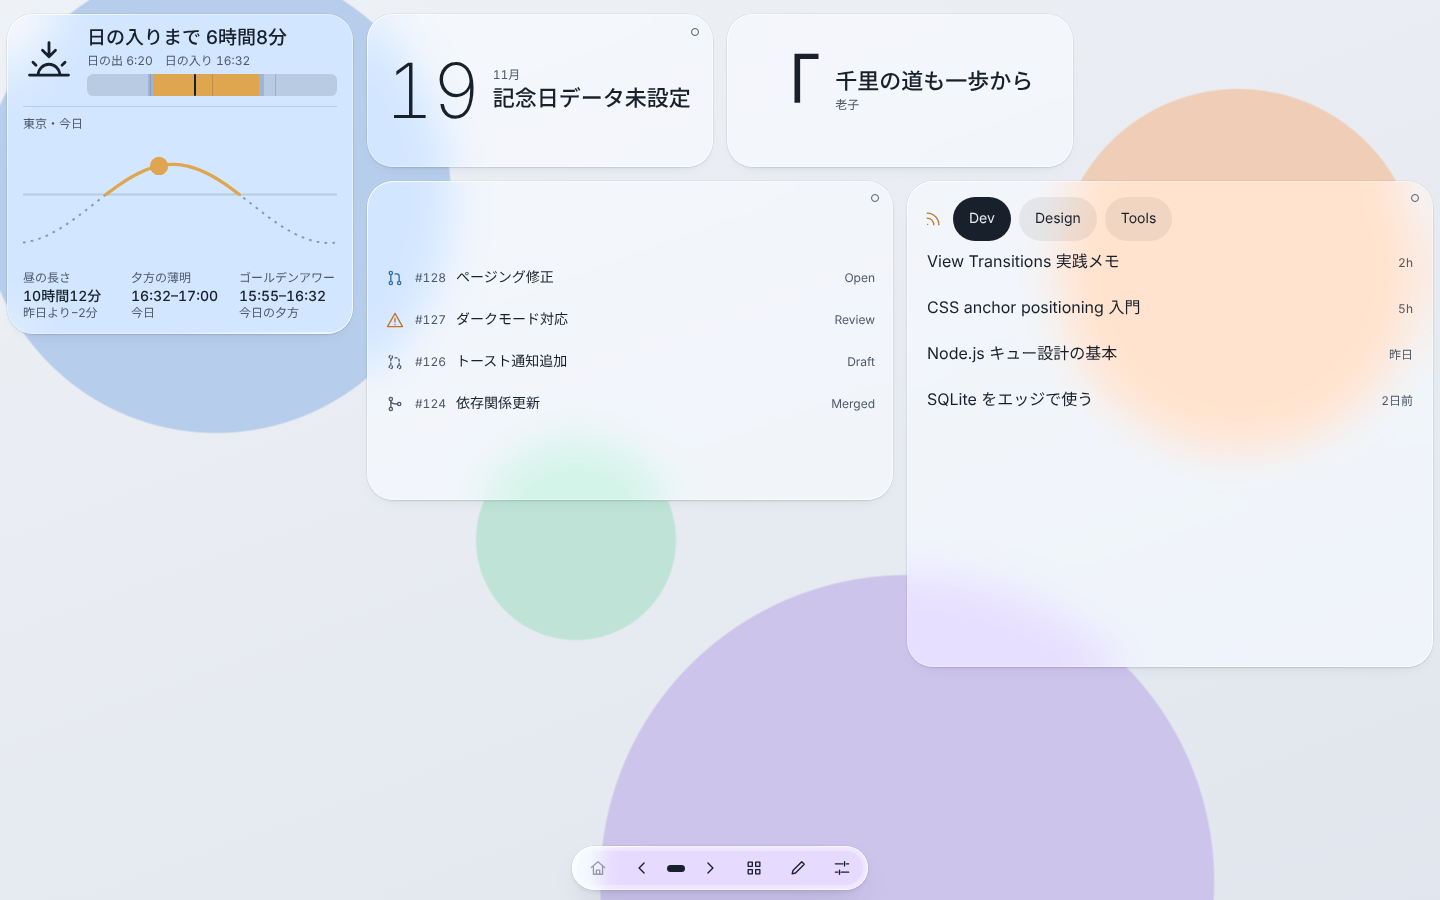 日の入りまで 6時間8分
日の出 6:20 日の入り 16:32
東京・今日
昼の長さ
10時間12分
昨日より−2分
夕方の薄明
16:32–17:00
今日
ゴールデンアワー
15:55–16:32
今日の夕方
19
11月
記念日データ未設定
「
千里の道も一歩から
老子
#128 ページング修正 Open
#127 ダークモード対応 Review
#126 トースト通知追加 Draft
#124 依存関係更新 Merged
Dev Design Tools
View Transitions 実践メモ 2h
CSS anchor positioning 入門 5h
Node.js キュー設計の基本 昨日
SQLite をエッジで使う 2日前